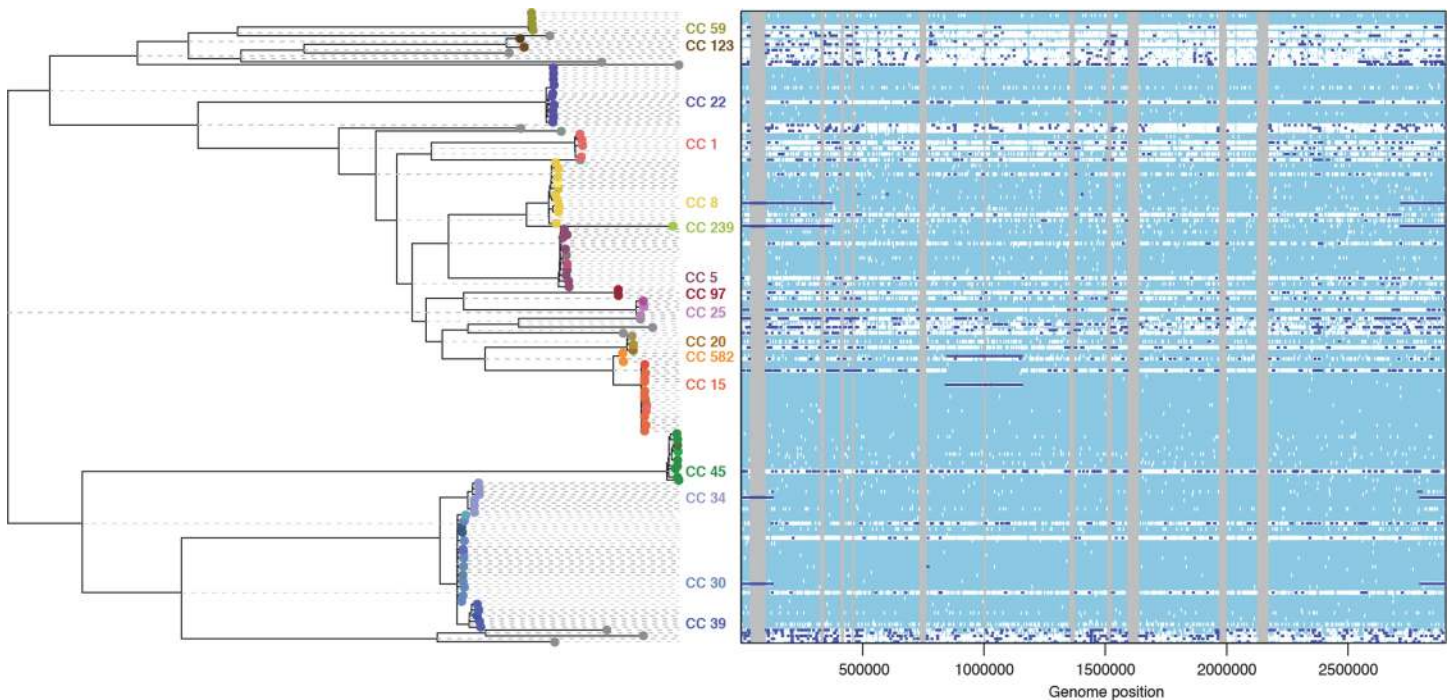 CC 59
CC 123
CC 22
CC 1
CC 8
CC 239
CC 5
CC 97
CC 25
CC 20
CC 582
CC 15
CC 45
CC 34
CC 30
CC 39
500000 1000000 1500000 2000000 2500000
Genome position